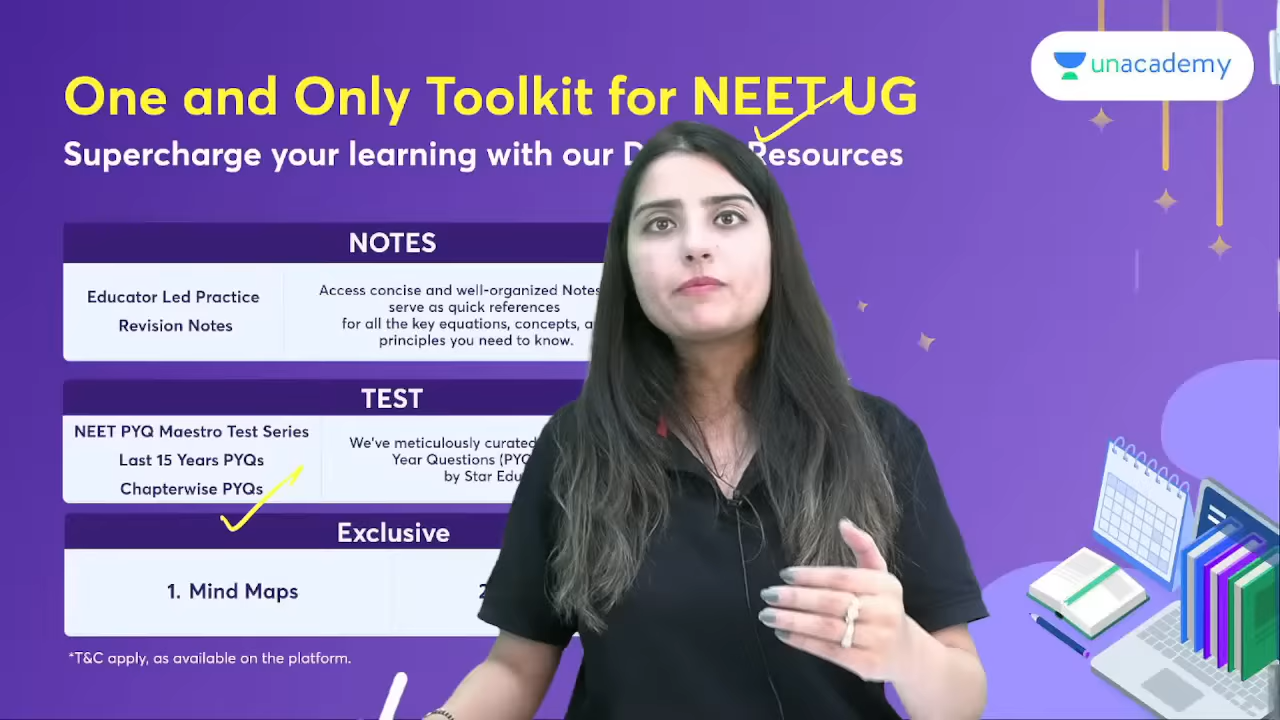 One and Only Toolkit for NEET UG
unacademy
Supercharge your learning with our Resources
NOTES
Educator Led Practice
Revision Notes
Access concise and well-organized Notes
serve as quick references
for all the key equations, concepts, a
principles you need to know.
TEST
NEET PYQ Maestro Test Series
Last 15 Years PYQs
Chapterwise PYQs
We've meticulously curated
Year Questions (PYQ
by Star Edu
Exclusive
1. Mind Maps
2
*T&C apply, as available on the platform.